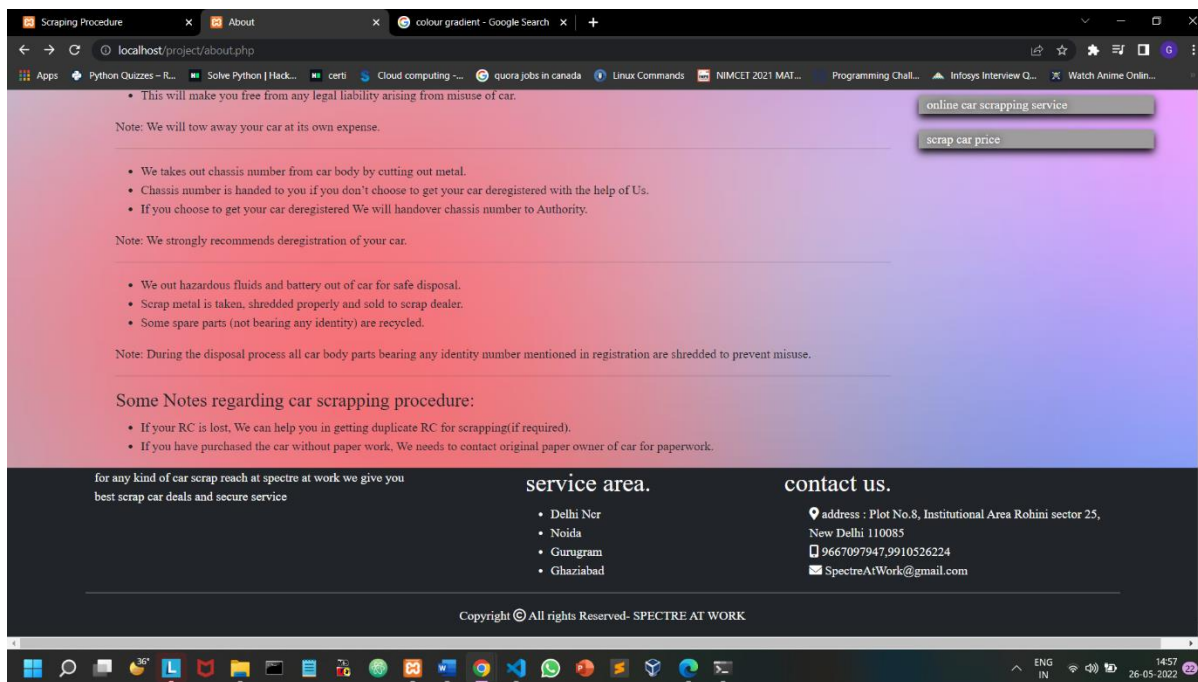 Scraping Procedure
About
colour gradient - Google Search
localhost/project/about.php
G
Apps
Python Quizzes – R...
Solve Python | Hack...
certi
Cloud computing -...
quora jobs in canada
Linux Commands
NIMCET 2021 MAT...
Programming Chall...
Infosys Interview Q...
Watch Anime Onlin...
• This will make you free from any legal liability arising from misuse of car.
Note: We will tow away your car at its own expense.
• We takes out chassis number from car body by cutting out metal.
• Chassis number is handed to you if you don’t choose to get your car deregistered with the help of Us.
• If you choose to get your car deregistered We will handover chassis number to Authority.
Note: We strongly recommends deregistration of your car.
• We out hazardous fluids and battery out of car for safe disposal.
• Scrap metal is taken, shredded properly and sold to scrap dealer.
• Some spare parts (not bearing any identity) are recycled.
Note: During the disposal process all car body parts bearing any identity number mentioned in registration are shredded to prevent misuse.
Some Notes regarding car scrapping procedure:
• If your RC is lost, We can help you in getting duplicate RC for scrapping(if required).
• If you have purchased the car without paper work, We needs to contact original paper owner of car for paperwork.
online car scrapping service
scrap car price
for any kind of car scrap reach at spectre at work we give you
best scrap car deals and secure service
service area.
• Delhi Ncr
• Noida
• Gurugram
• Ghaziabad
contact us.
address : Plot No.8, Institutional Area Rohini sector 25,
New Delhi 110085
9667097947,9910526224
SpectreAtWork@gmail.com
Copyright © All rights Reserved- SPECTRE AT WORK
36°
L
ENG
IN
14:57
26-05-2022
22